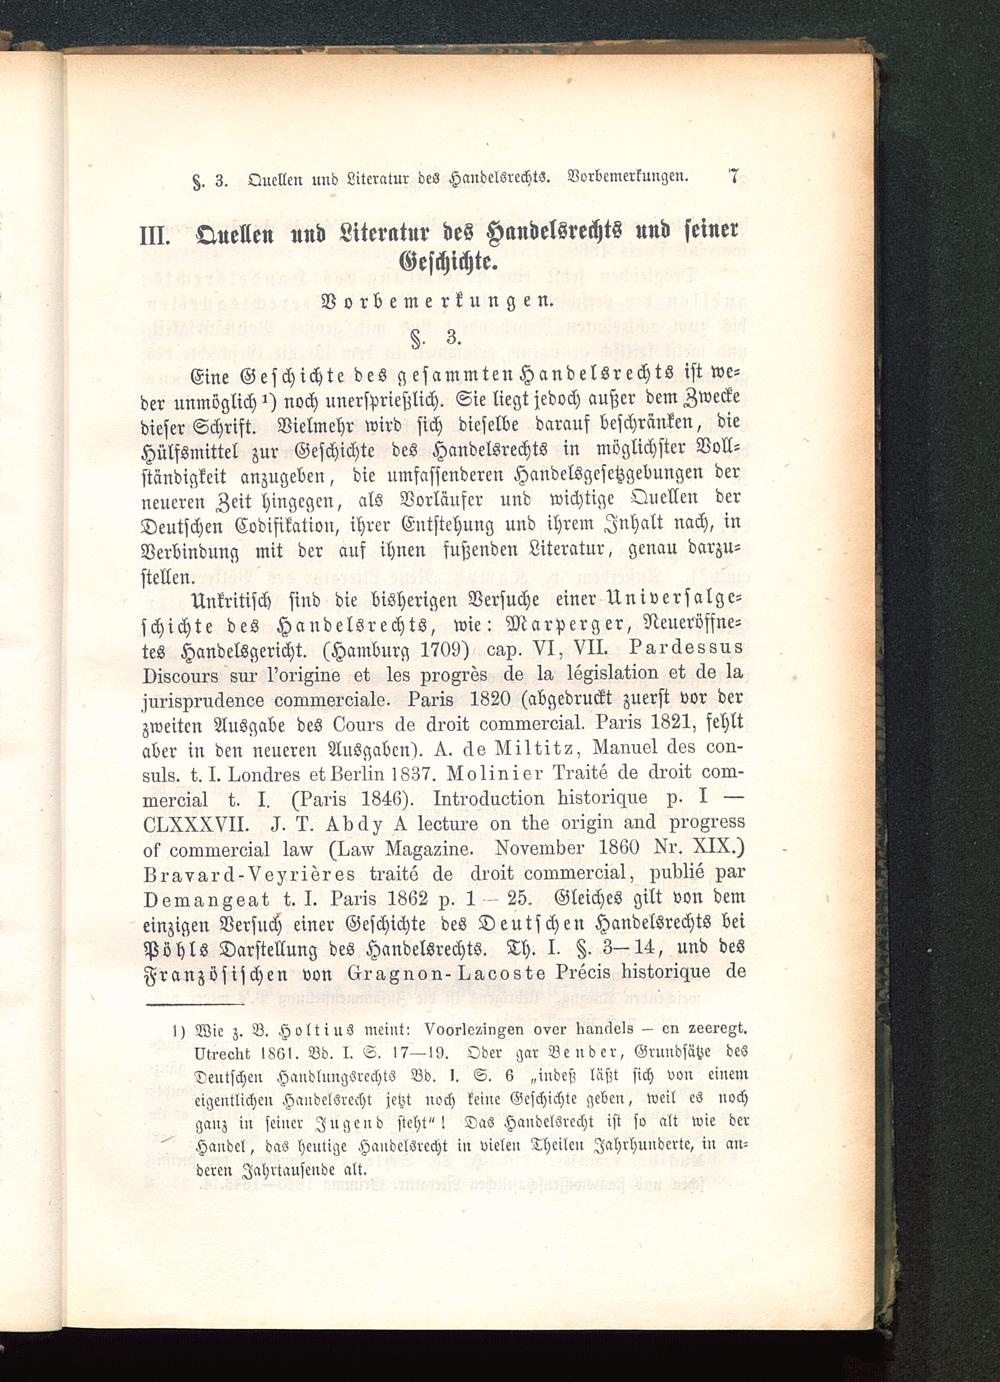 §. 3. Quellen und Literatur des Handelsrechts. Vorbemerkungen. 7
III. Quellen und Literatur des Handelsrechts und seiner
Geschichte.
Vorbemerkungen.
§. 3.
Eine Geschichte des gesammten Handelsrechts ist we-
der unmöglich ¹) noch unersprießlich. Sie liegt jedoch außer dem Zwecke
dieser Schrift. Vielmehr wird sich dieselbe darauf beschränken, die
Hülfsmittel zur Geschichte des Handelsrechts in möglichster Voll-
ständigkeit anzugeben, die umfassenderen Handelsgesetzgebungen der
neueren Zeit hingegen, als Vorläufer und wichtige Quellen der
Deutschen Codifikation, ihrer Entstehung und ihrem Inhalt nach, in
Verbindung mit der auf ihnen fußenden Literatur, genau darzu-
stellen.
Unkritisch sind die bisherigen Versuche einer Universalge-
schichte des Handelsrechts, wie: Marperger, Neueröffne-
tes Handelsgericht. (Hamburg 1709) cap. VI, VII. Pardessus
Discours sur l'origine et les progrès de la législation et de la
jurisprudence commerciale. Paris 1820 (abgedruckt zuerst vor der
zweiten Ausgabe des Cours de droit commercial. Paris 1821, fehlt
aber in den neueren Ausgaben). A. de Miltitz, Manuel des con-
suls. t. I. Londres et Berlin 1837. Molinier Traité de droit com-
mercial t. I. (Paris 1846). Introduction historique p. I —
CLXXXVII. J. T. Abdy A lecture on the origin and progress
of commercial law (Law Magazine. November 1860 Nr. XIX.)
Bravard-Veyrières traité de droit commercial, publié par
Demangeat t. I. Paris 1862 p. 1 — 25. Gleiches gilt von dem
einzigen Versuch einer Geschichte des Deutschen Handelsrechts bei
Pöhls Darstellung des Handelsrechts. Th. I. §. 3—14, und des
Französischen von Gragnon-Lacoste Précis historique de
1) Wie z. B. Holtius meint: Voorlezingen over handels – en zeeregt.
Utrecht 1861. Bd. I. S. 17—19. Oder gar Bender, Grundsätze des
Deutschen Handlungsrechts Bd. I. S. 6 „indeß läßt sich von einem
eigentlichen Handelsrecht jetzt noch keine Geschichte geben, weil es noch
ganz in seiner Jugend steht"! Das Handelsrecht ist so alt wie der
Handel, das heutige Handelsrecht in vielen Theilen Jahrhunderte, in an-
deren Jahrtausende alt.